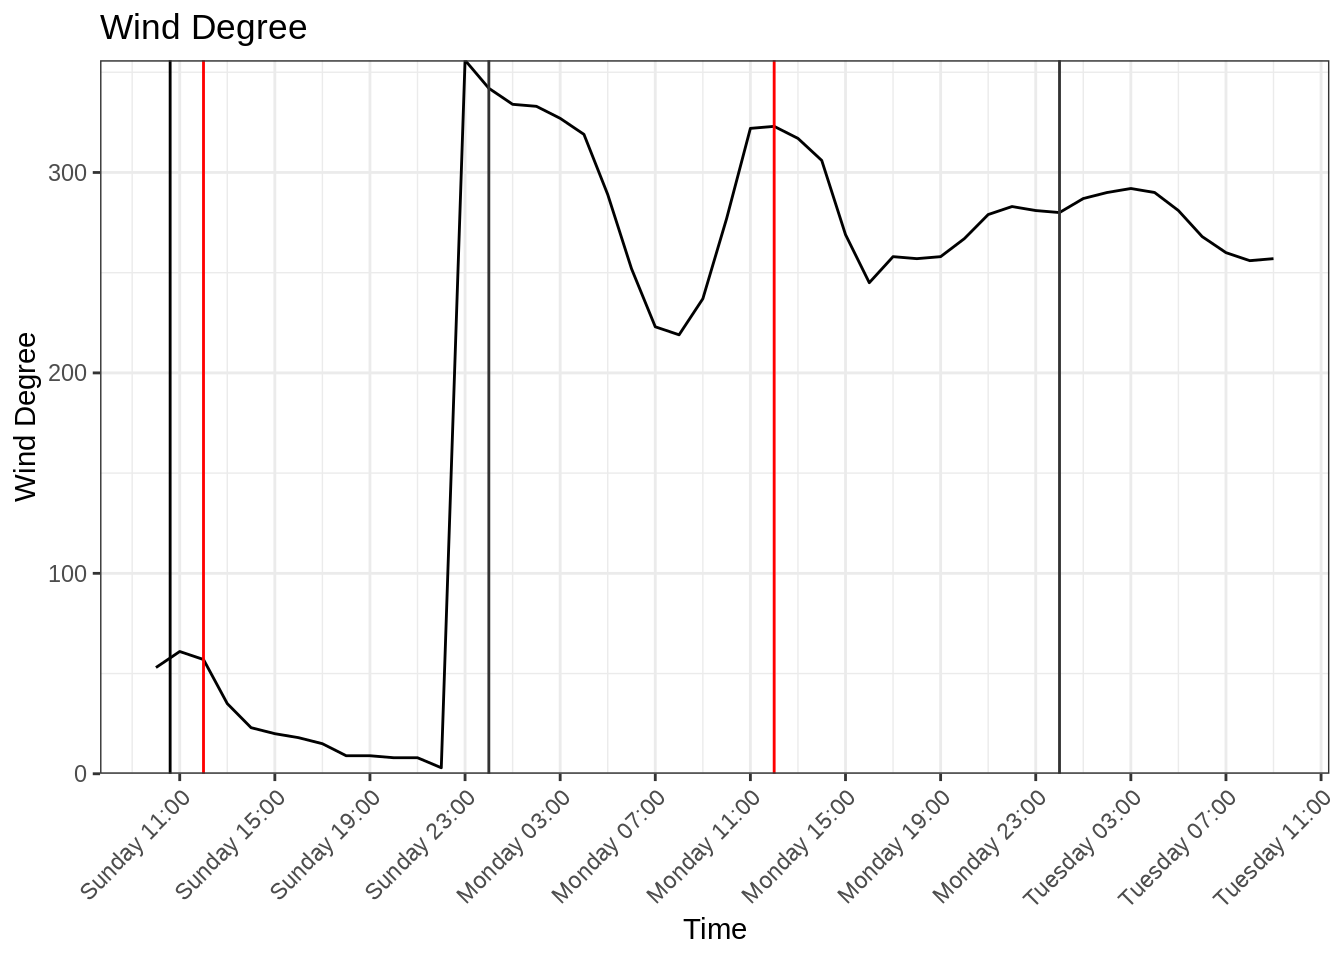 Wind Degree
Wind Degree
300
200
100
0
Sunday 11:00
Sunday 15:00
Sunday 19:00
Sunday 23:00
Monday 03:00
Monday 07:00
Monday 11:00
Monday 15:00
Monday 19:00
Monday 23:00
Tuesday 03:00
Tuesday 07:00
Tuesday 11:00
Time